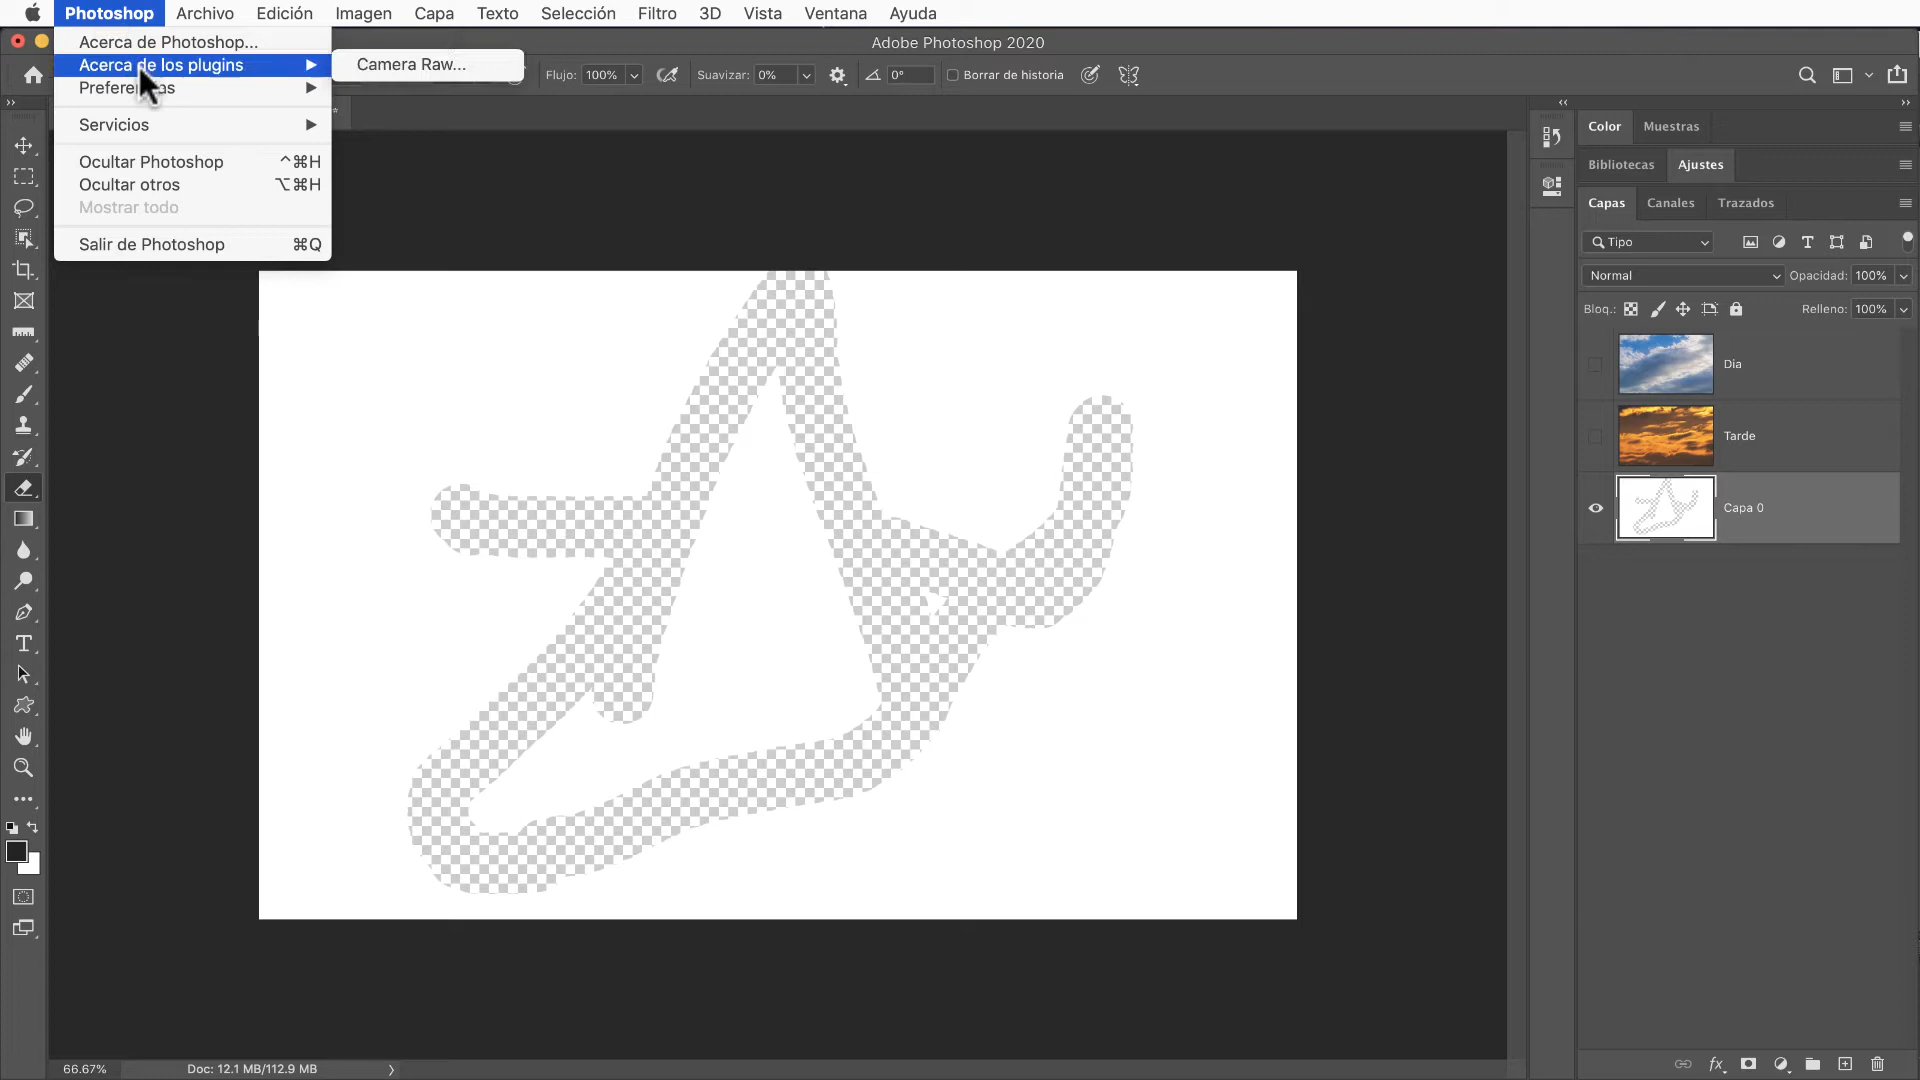 Photoshop Archivo Edición Imagen Capa Texto Selección Filtro 3D Vista Ventana Ayuda
Adobe Photoshop 2020
Acerca de Photoshop...
Acerca de los plugins
Camera Raw...
Servicios
Ocultar Photoshop ^⌘H
Ocultar otros ⌥⌘H
Mostrar todo
Salir de Photoshop ⌘Q
Flujo: 100% Suavizar: 0% 0° Borrar de historia
Color Muestras
Bibliotecas Ajustes
Capas Canales Trazados
Tipo
Normal Opacidad: 100%
Bloq.: Relleno: 100%
Dia
Tarde
Capa 0
66.67% Doc: 12.1 MB/112.9 MB